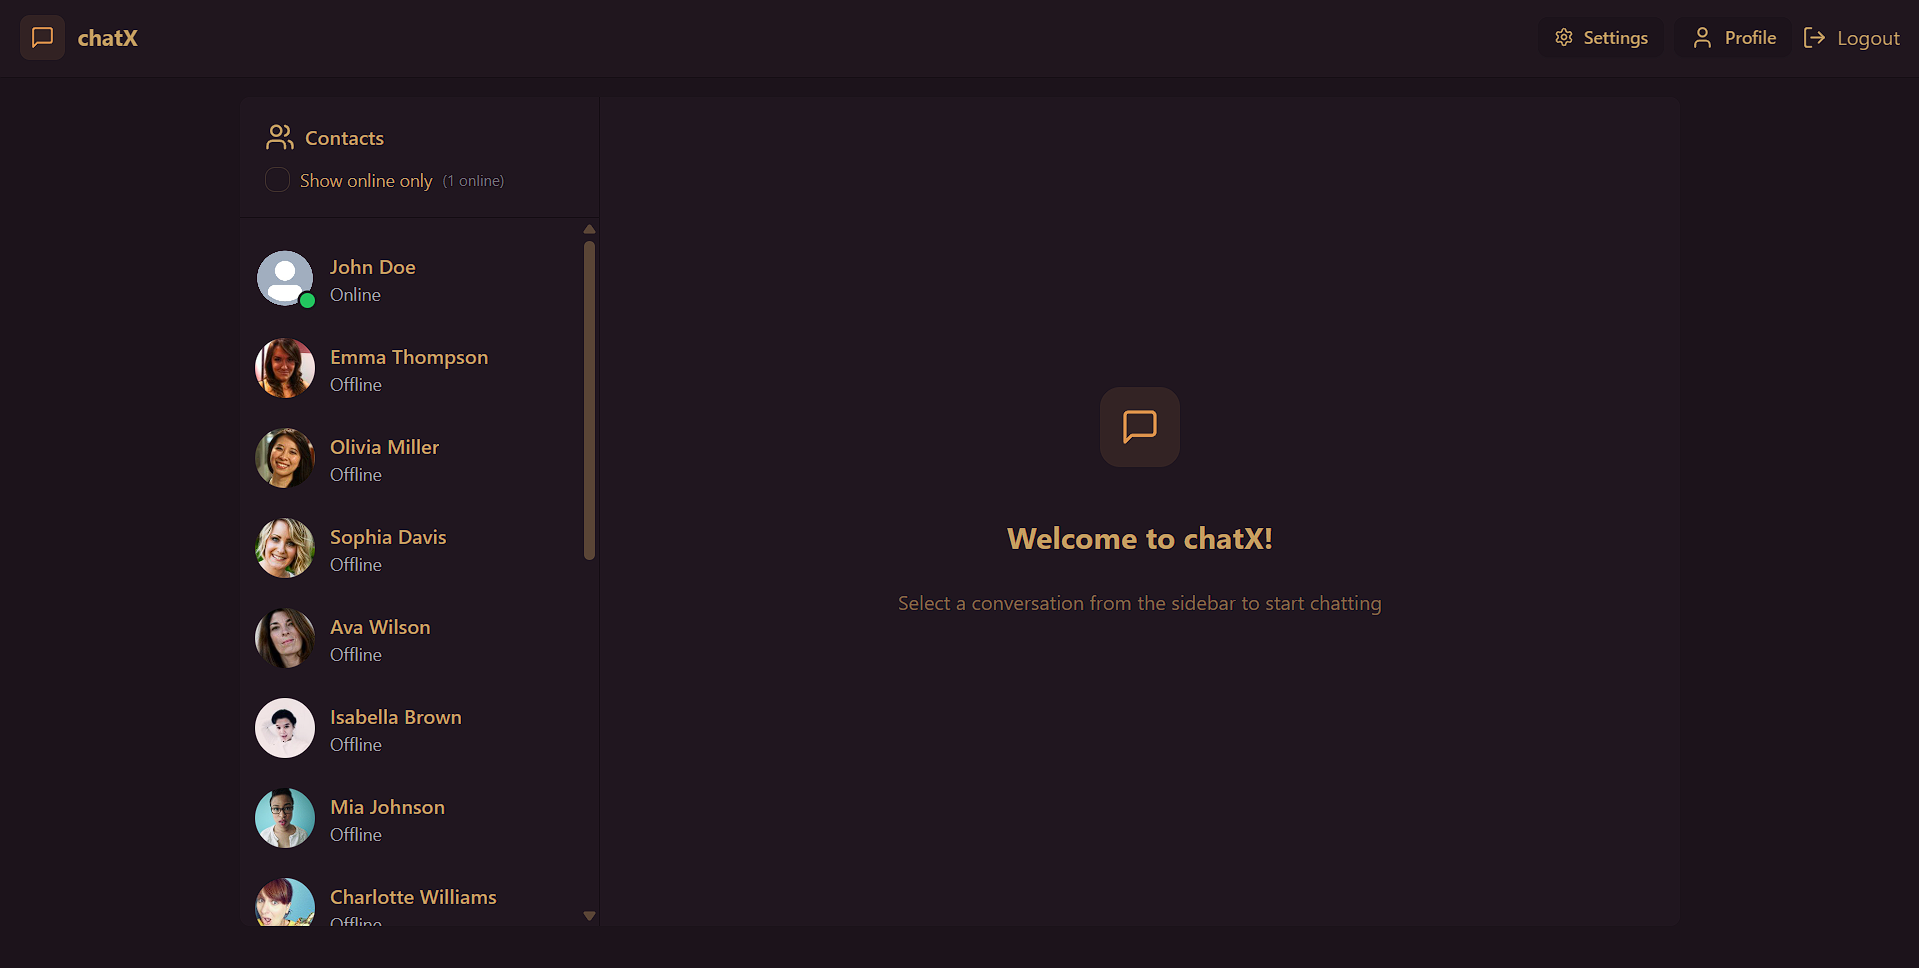 chatX
Settings
Profile
Logout
Contacts
Show online only (1 online)
John Doe
Online
Emma Thompson
Offline
Olivia Miller
Offline
Sophia Davis
Offline
Ava Wilson
Offline
Isabella Brown
Offline
Mia Johnson
Offline
Charlotte Williams
Offline
Welcome to chatX!
Select a conversation from the sidebar to start chatting